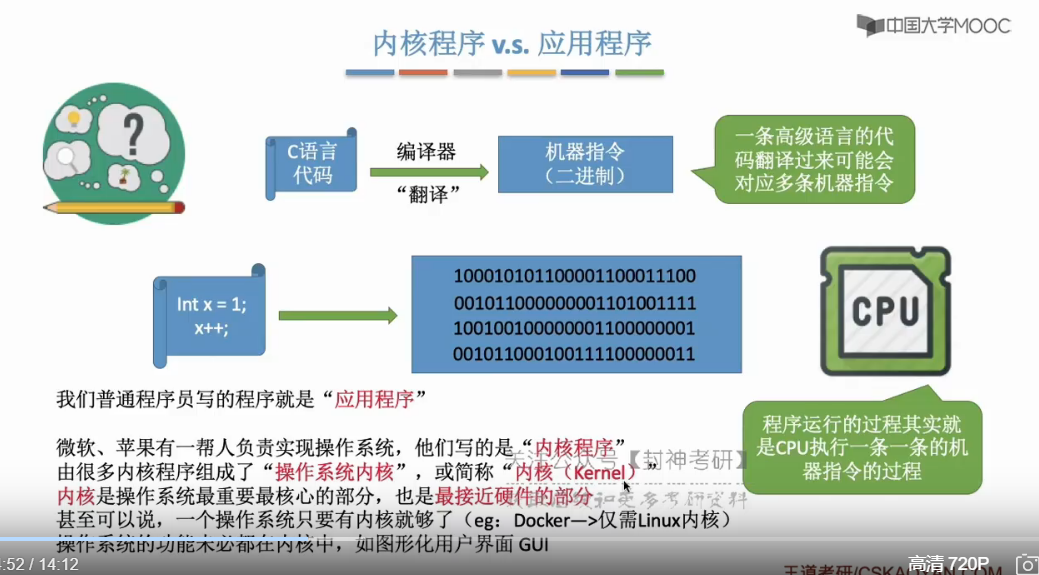 中国大学MOOC
内核程序 v.s. 应用程序
?
C语言
代码
编译器
“翻译”
机器指令
（二进制）
一条高级语言的代
码翻译过来可能会
对应多条机器指令
Int x = 1;
x++;
100010101100001100011100
001011000000001101001111
100100100000001100000001
001011000100111100000011
CPU
我们普通程序员写的程序就是“应用程序”
微软、苹果有一帮人负责实现操作系统，他们写的是“内核程序”
由很多内核程序组成了“操作系统内核”，或简称“内核（Kernel）”
内核是操作系统最重要最核心的部分，也是最接近硬件的部分
甚至可以说，一个操作系统只要有内核就够了（eg：Docker—>仅需Linux内核）
操作系统的功能未必都在内核中，如图形化用户界面 GUI
程序运行的过程其实就
是CPU执行一条一条的机
器指令的过程
公众号【封神考研】
更多考研资料
:52 / 14:12
高清 720P
王道考研/CSKAOYAN.COM